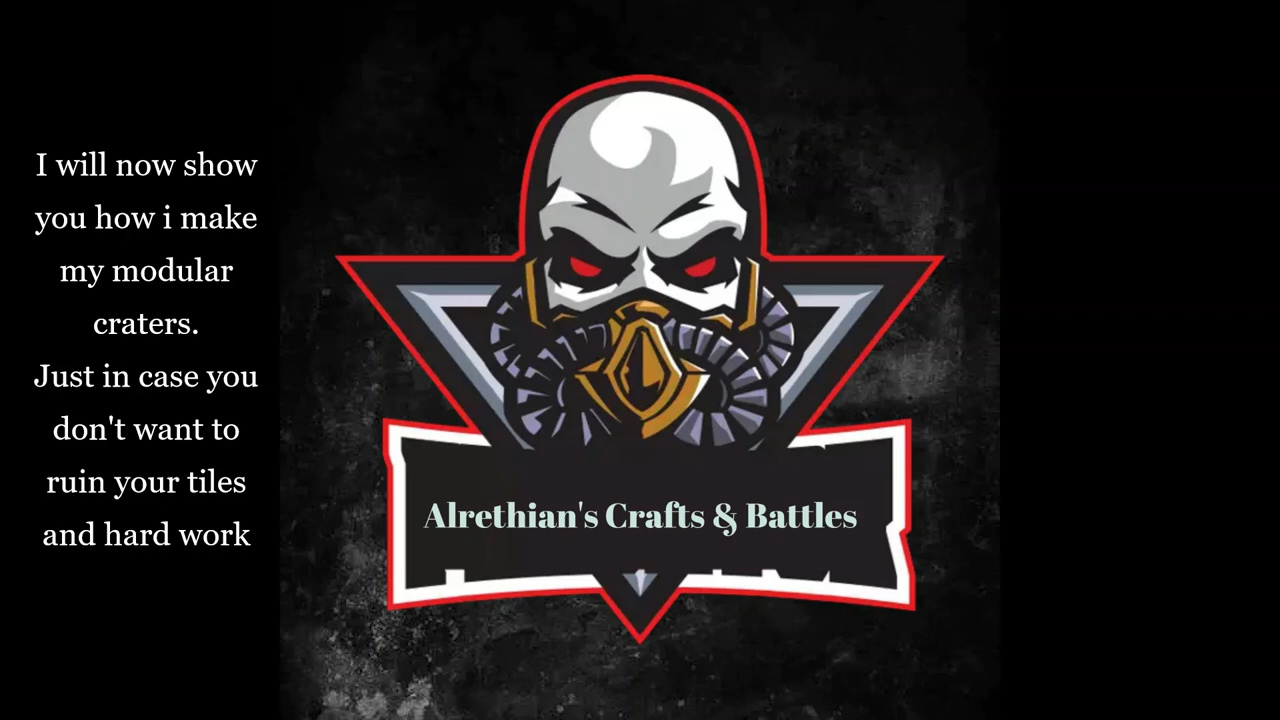 I will now show
you how i make
my modular
craters.
Just in case you
don't want to
ruin your tiles
and hard work
Alrethian's Crafts & Battles